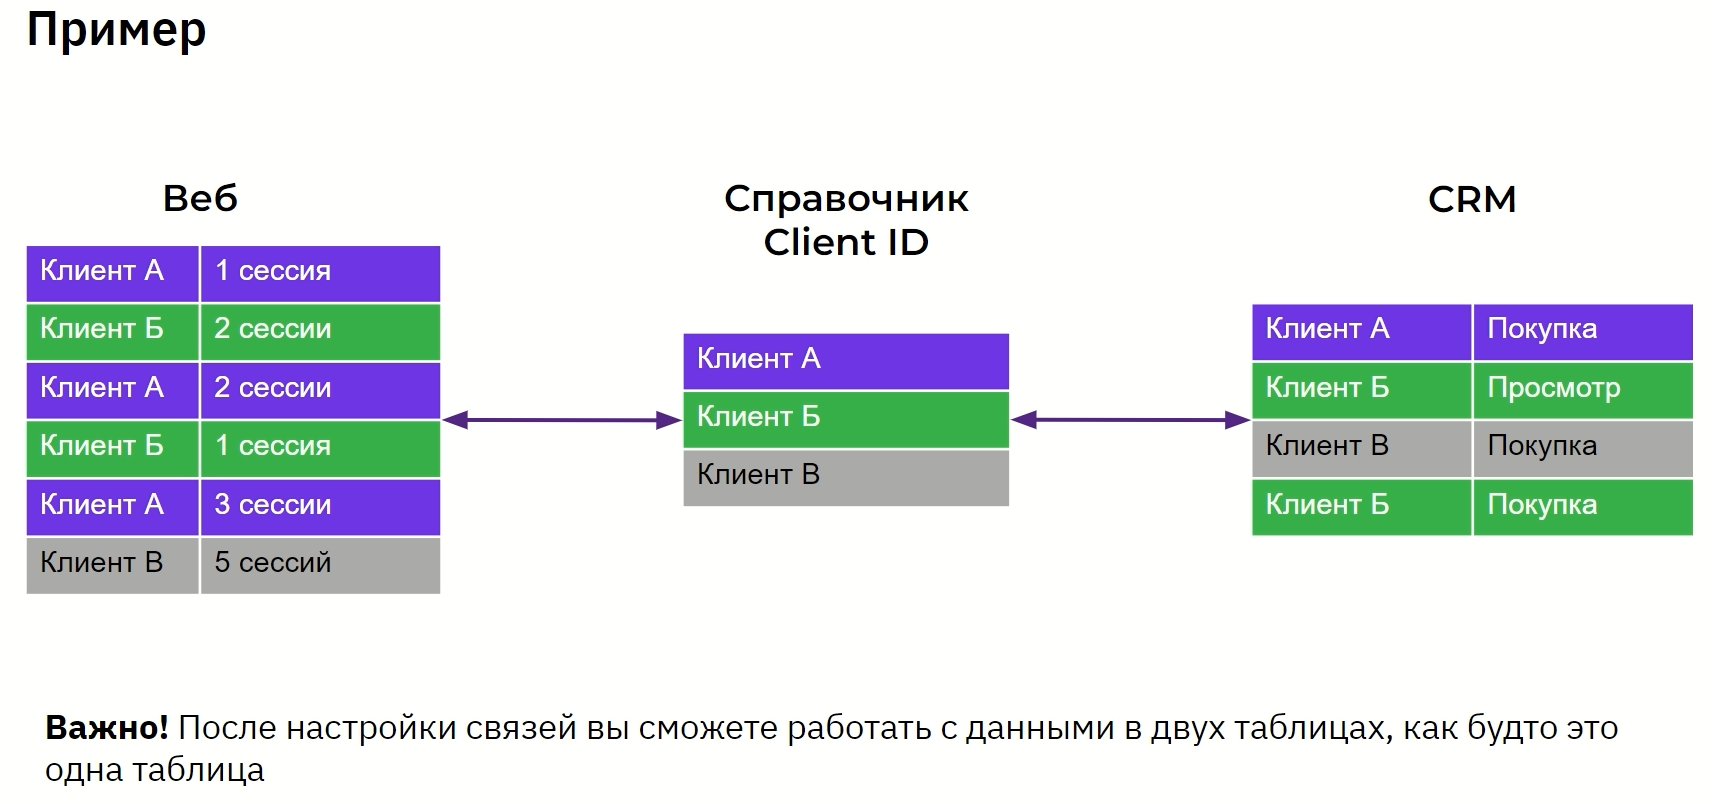 Пример
Веб
Справочник
Client ID
CRM
Клиент А 1 сессия
Клиент Б 2 сессии
Клиент А 2 сессии
Клиент Б 1 сессия
Клиент А 3 сессии
Клиент В 5 сессий
Клиент А
Клиент Б
Клиент В
Клиент А Покупка
Клиент Б Просмотр
Клиент В Покупка
Клиент Б Покупка
Важно! После настройки связей вы сможете работать с данными в двух таблицах, как будто это
одна таблица